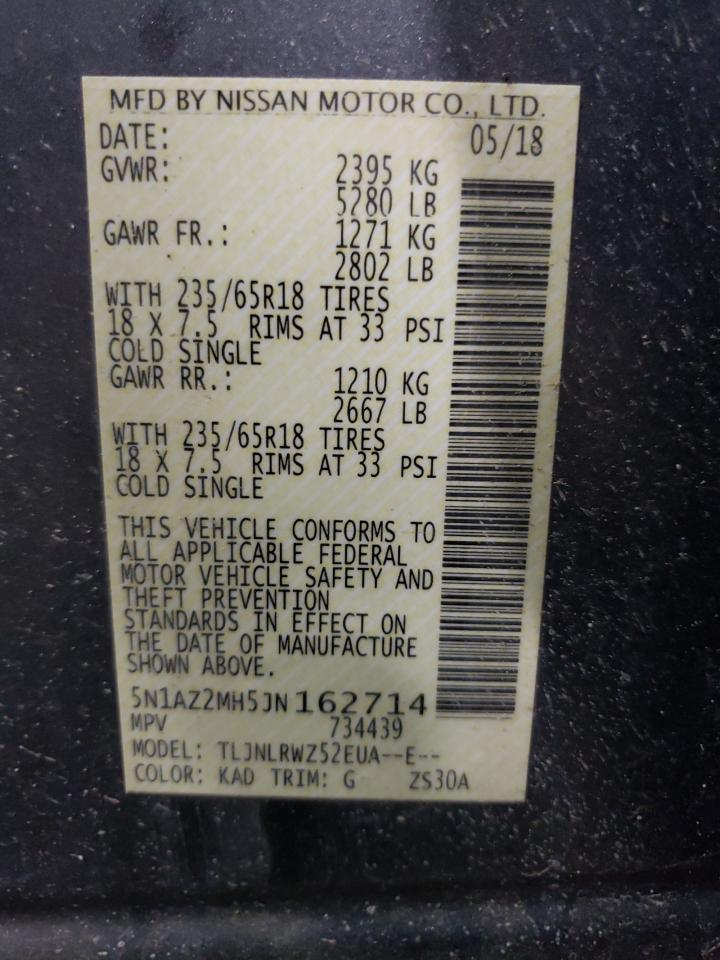 MFD BY NISSAN MOTOR CO., LTD.
DATE: 05/18
GVWR: 2395 KG
5280 LB
GAWR FR.: 1271 KG
2802 LB
WITH 235/65R18 TIRES
18 X 7.5 RIMS AT 33 PSI
COLD SINGLE
GAWR RR.: 1210 KG
2667 LB
WITH 235/65R18 TIRES
18 X 7.5 RIMS AT 33 PSI
COLD SINGLE
THIS VEHICLE CONFORMS TO
ALL APPLICABLE FEDERAL
MOTOR VEHICLE SAFETY AND
THEFT PREVENTION
STANDARDS IN EFFECT ON
THE DATE OF MANUFACTURE
SHOWN ABOVE.
5N1AZ2MH5JN162714
MPV 734439
MODEL: TLJNLRWZ52EUA--E--
COLOR: KAD TRIM: G ZS30A